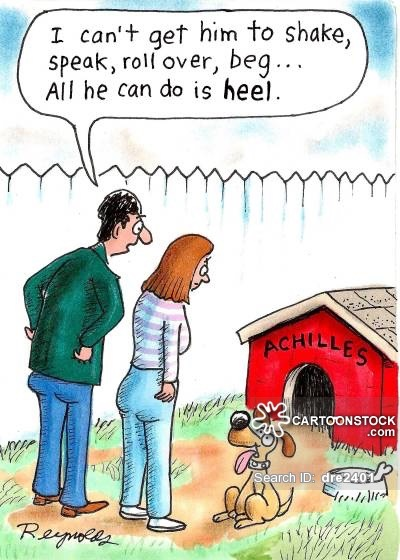 I can't get him to shake,
speak, roll over, beg...
All he can do is heel.
ACHILLES
CARTOONSTOCK
.com
Search ID: dre2401
Reynolds